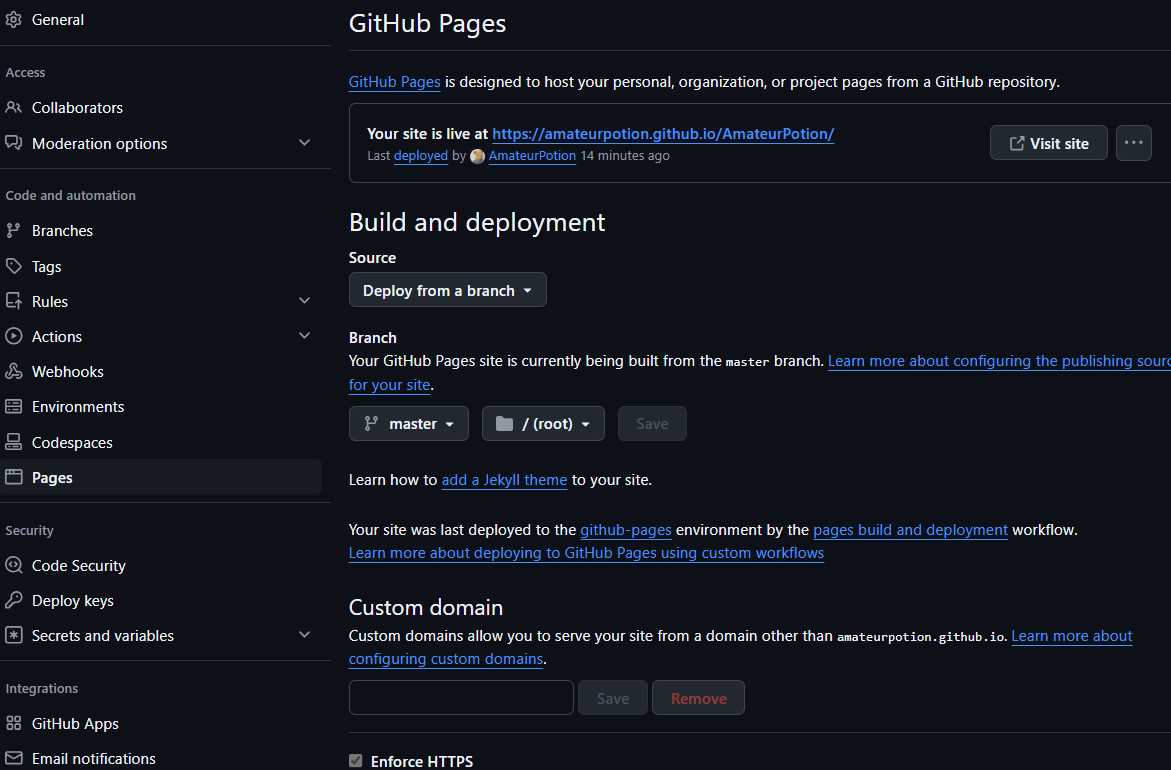 General
Access
Collaborators
Moderation options
Code and automation
Branches
Tags
Rules
Actions
Webhooks
Environments
Codespaces
Pages
Security
Code Security
Deploy keys
Secrets and variables
Integrations
GitHub Apps
Email notifications
GitHub Pages
GitHub Pages is designed to host your personal, organization, or project pages from a GitHub repository.
Your site is live at https://amateurpotion.github.io/AmateurPotion/
Last deployed by AmateurPotion 14 minutes ago
Visit site
Build and deployment
Source
Deploy from a branch
Branch
Your GitHub Pages site is currently being built from the master branch. Learn more about configuring the publishing sourc
for your site.
master / (root) Save
Learn how to add a Jekyll theme to your site.
Your site was last deployed to the github-pages environment by the pages build and deployment workflow.
Learn more about deploying to GitHub Pages using custom workflows
Custom domain
Custom domains allow you to serve your site from a domain other than amateurpotion.github.io. Learn more about
configuring custom domains.
Save Remove
Enforce HTTPS